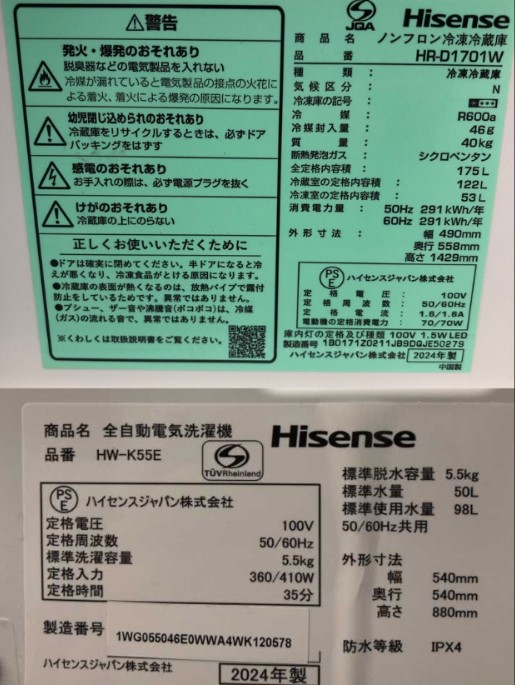 警告
発火・爆発のおそれあり
脱臭器などの電気製品を入れない
冷媒が漏れていると電気製品の接点の火花に
よる着火、着火による爆発の原因になります。
幼児閉じ込められのおそれあり
冷蔵庫をリサイクルするときは、必ずドア
パッキングをはずす
感電のおそれあり
お手入れの際は、必ず電源プラグを抜く
けがのおそれあり
冷蔵庫の上にのらない
正しくお使いいただくために
●ドアは確実に閉めてください。半ドアになると冷
えが悪くなり、冷凍食品がとける原因になります。
●冷蔵庫の表面が熱くなるのは、放熱パイプで露付
防止をしているためです。異常ではありません。
●プシュー、ザー音や沸騰音(ボコボコ)は、冷媒
(ガス)の流れる音で、異常ではありません。
※くわしくは取扱説明書をご覧ください。
JQA
Hisense
商品名 ノンフロン冷凍冷蔵庫
品番 HR-D1701W
種類 : 冷凍冷蔵庫
気候区分 : N
冷凍庫の記号 :
冷媒 : R600a
冷媒封入量 : 46g
質量 : 40kg
断熱発泡ガス : シクロペンタン
全定格内容積 : 175L
冷蔵室の定格内容積 : 122L
冷凍室の定格内容積 : 53L
消費電力量 : 50Hz 291kWh/年
60Hz 291kWh/年
外形寸法 : 幅 490mm
奥行 558mm
高さ 1429mm
PS
E
ハイセンスジャパン株式会社
定格電圧 : 100V
定格周波数 : 50/60Hz
定格電流 : 1.8/1.8A
電動機の定格消費電力 : 70/70W
庫内灯の定格及び種類 100V 1.5W LED
製造番号 1B0171Z0211JB9DQJE50279
ハイセンスジャパン株式会社 2024年製
中国製
商品名 全自動電気洗濯機
品番 HW-K55E
TÜVRheinland
Hisense
PS
E
ハイセンスジャパン株式会社
定格電圧 100V
定格周波数 50/60Hz
標準洗濯容量 5.5kg
定格入力 360/410W
定格時間 35分
製造番号 1WG055046E0WWA4WK120578
ハイセンスジャパン株式会社 2024年製
標準脱水容量 5.5kg
標準水量 50L
標準使用水量 98L
50/60Hz共用
外形寸法
幅 540mm
奥行 540mm
高さ 880mm
防水等級 IPX4